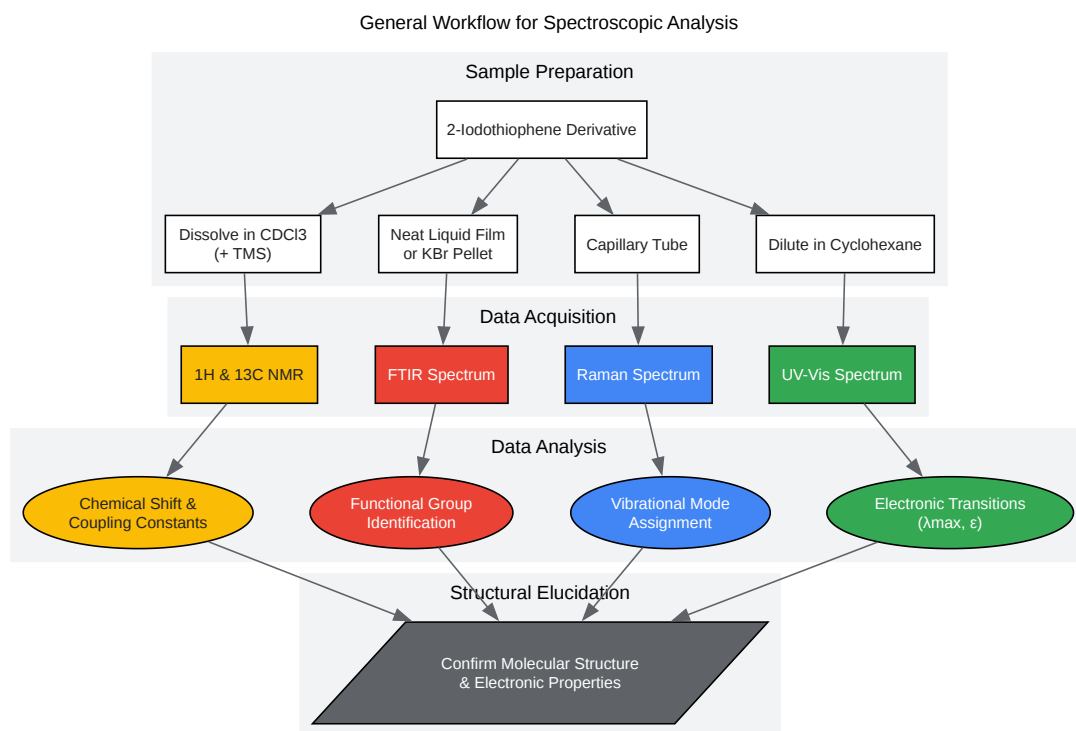 General Workflow for Spectroscopic Analysis
Sample Preparation
2-Iodothiophene Derivative
Dissolve in CDCl3
(+ TMS)
Neat Liquid Film
or KBr Pellet
Capillary Tube
Dilute in Cyclohexane
Data Acquisition
1H & 13C NMR
FTIR Spectrum
Raman Spectrum
UV-Vis Spectrum
Data Analysis
Chemical Shift &
Coupling Constants
Functional Group
Identification
Vibrational Mode
Assignment
Electronic Transitions
(λmax, ε)
Structural Elucidation
Confirm Molecular Structure
& Electronic Properties